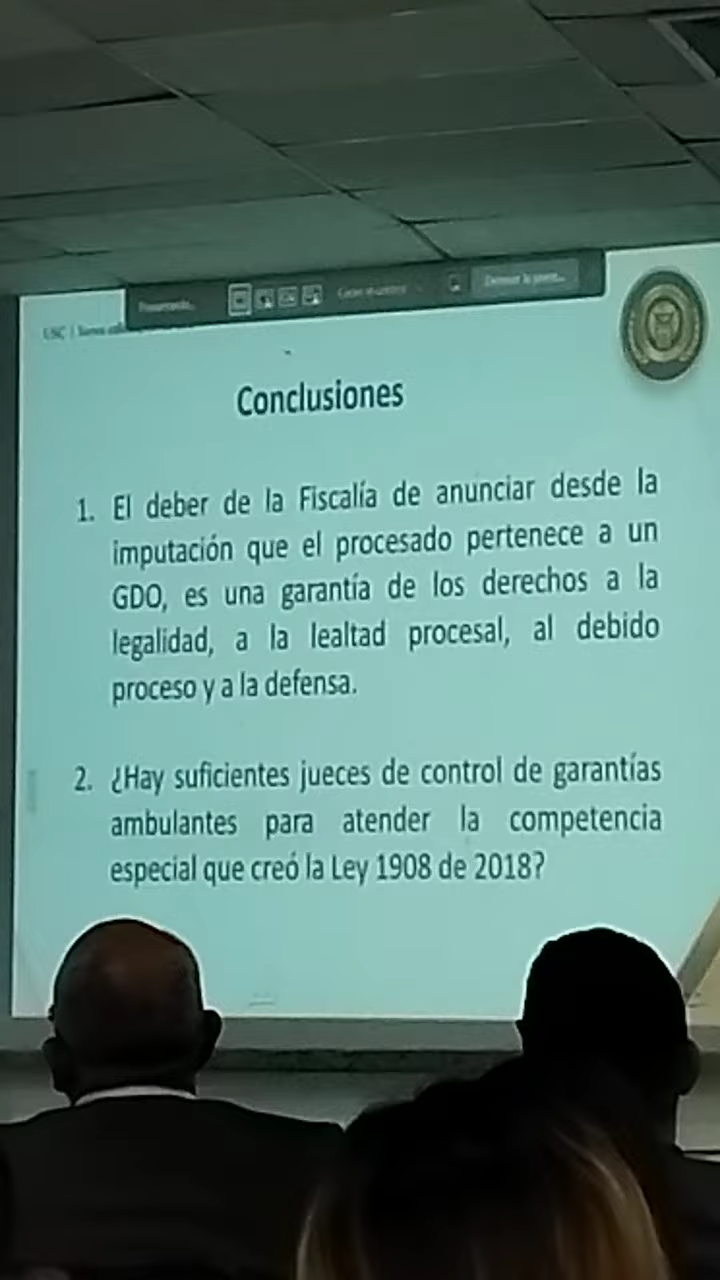 Presentando...
USC |
Conclusiones
1. El deber de la Fiscalía de anunciar desde la
imputación que el procesado pertenece a un
GDO, es una garantía de los derechos a la
legalidad, a la lealtad procesal, al debido
proceso y a la defensa.
2. ¿Hay suficientes jueces de control de garantías
ambulantes para atender la competencia
especial que creó la Ley 1908 de 2018?